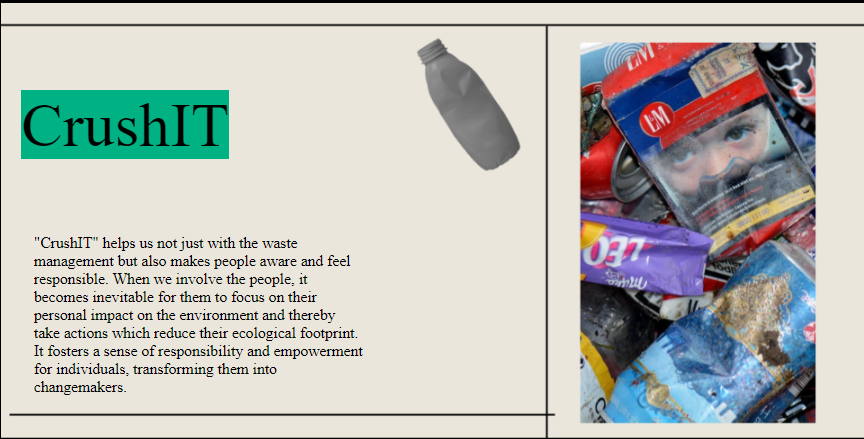 CrushIT
"CrushIT" helps us not just with the waste
management but also makes people aware and feel
responsible. When we involve the people, it
becomes inevitable for them to focus on their
personal impact on the environment and thereby
take actions which reduce their ecological footprint.
It fosters a sense of responsibility and empowerment
for individuals, transforming them into
changemakers.
L&M
LEO
Milka